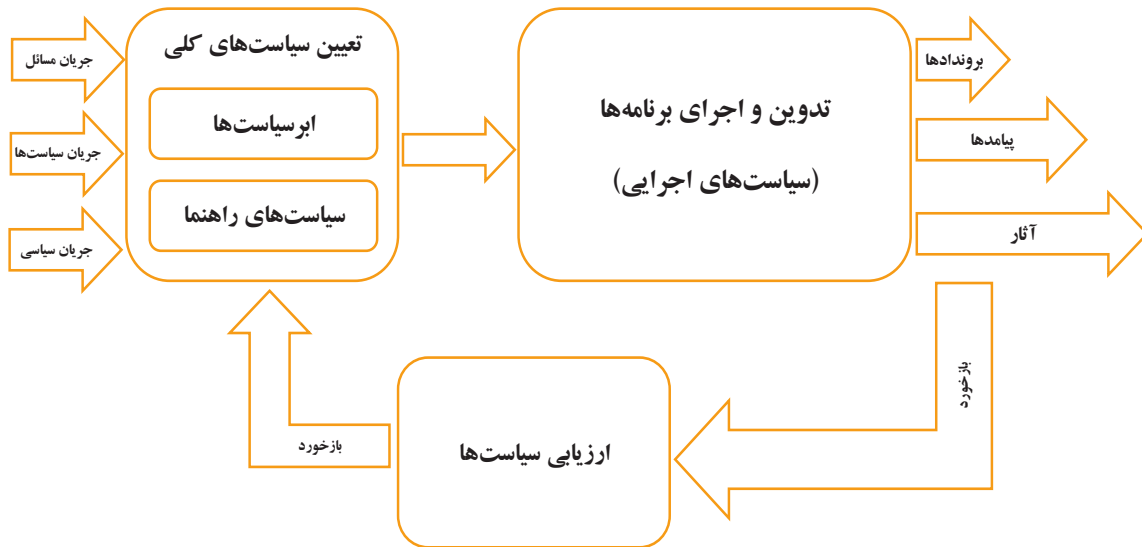 جریان مسائل
جریان سیاست‌ها
جریان سیاسی
تعیین سیاست‌های کلی
ابرسیاست‌ها
سیاست‌های راهنما
تدوین و اجرای برنامه‌ها
(سیاست‌های اجرایی)
بروندادها
پیامدها
آثار
بازخورد
ارزیابی سیاست‌ها
بازخورد